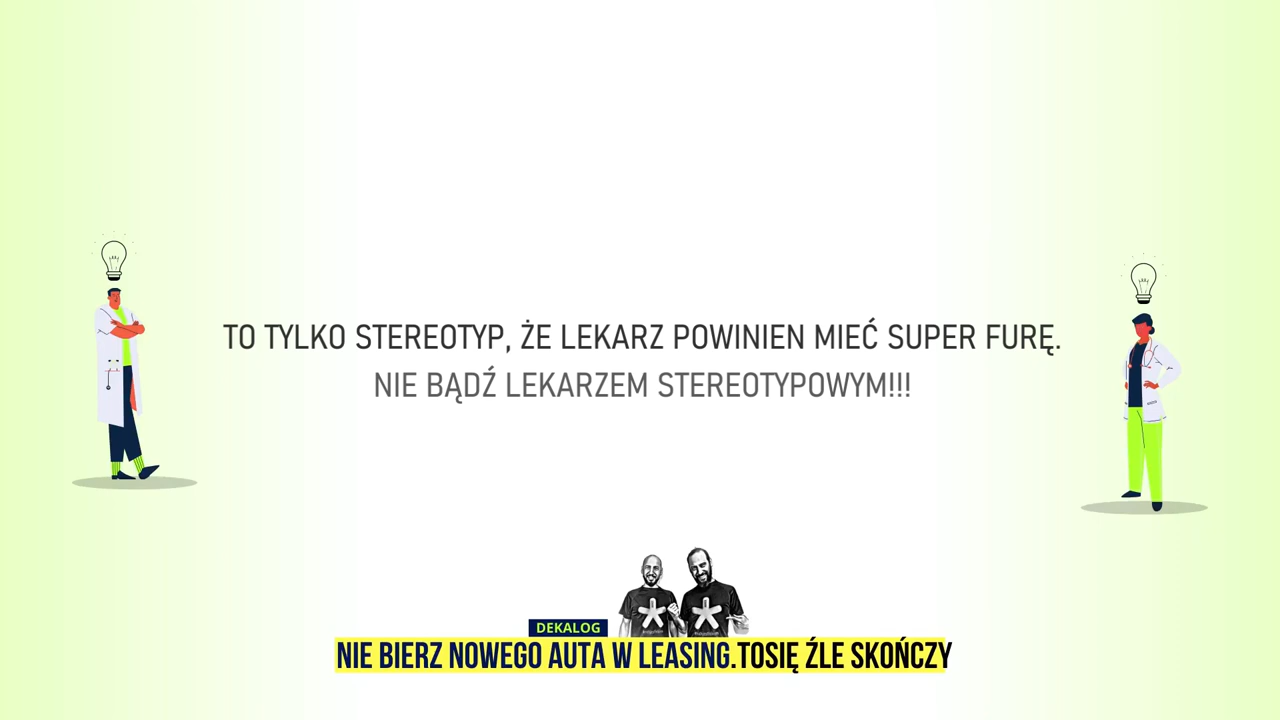 TO TYLKO STEREOTYP, ŻE LEKARZ POWINIEN MIEĆ SUPER FURĘ.
NIE BĄDŹ LEKARZEM STEREOTYPOWYM!!!
DEKALOG
NIE BIERZ NOWEGO AUTA W LEASING.TOSIĘ ŹLE SKOŃCZY